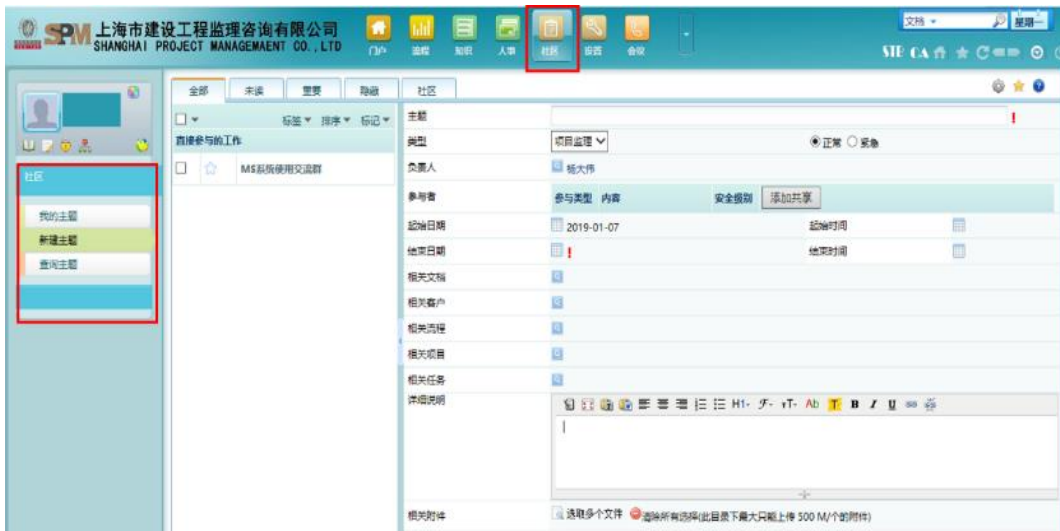 SPM 上海市建设工程监理咨询有限公司
SHANGHAI PROJECT MANAGEMAENT CO.,LTD
门户 流程 知识 人事 社区 设置 会议
文档 星期一
全部 未读 重要 隐藏 社区
标签 排序 标记
直接参与的工作
MS系统使用交流群
社区
我的主题
新建主题
查询主题
主题 !
类型 项目监理 正常 紧急
负责人 杨大伟
参与者 参与类型 内容 安全级别 添加共享
起始日期 2019-01-07 起始时间
结束日期 ! 结束时间
相关文档
相关客户
相关流程
相关项目
相关任务
详细说明
H1 F TT Ab T B I U
相关附件 选取多个文件 清除所有选择(此目录下最大只能上传 500 M/个的附件)